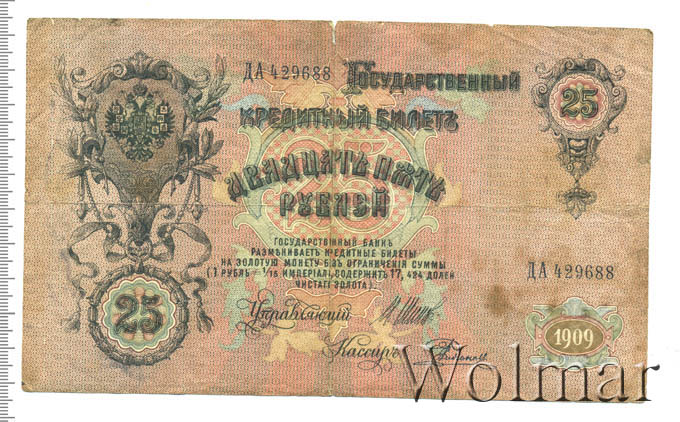 ДА 429688 Государственный
25
Кредитный Билетъ
Двадцать пять
рублей
Государственный Банкъ
размѣниваетъ кредитные билеты
на золотую монету безъ ограниченія суммы
(1 рубль = 1/15 имперіала, содержитъ 17,424 долей
чистаго золота).
ДА 429688
25
Управляющій
Кассиръ
1909
Wolmar